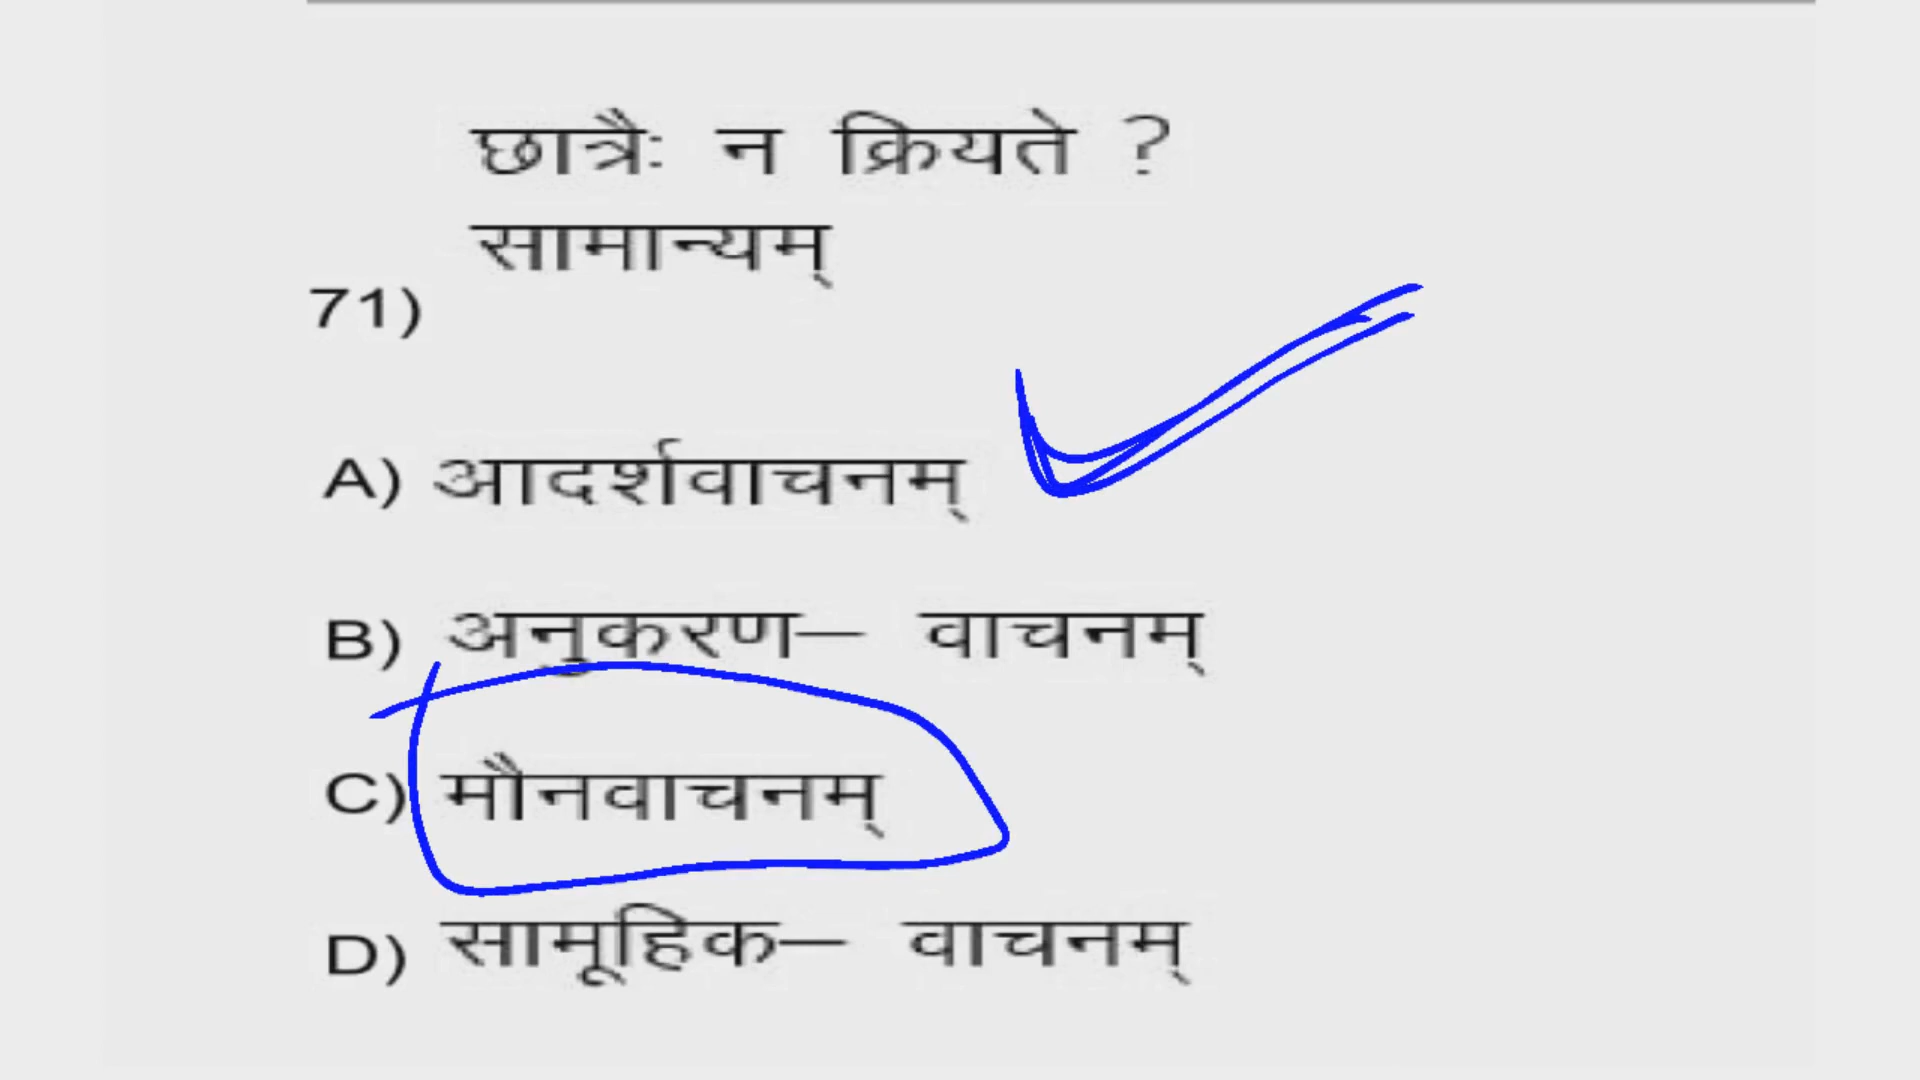 छात्रैः न क्रियते ?
सामान्यम्
71)
A) आदर्शवाचनम्
B) अनुकरण– वाचनम्
C) मौनवाचनम्
D) सामूहिक– वाचनम्